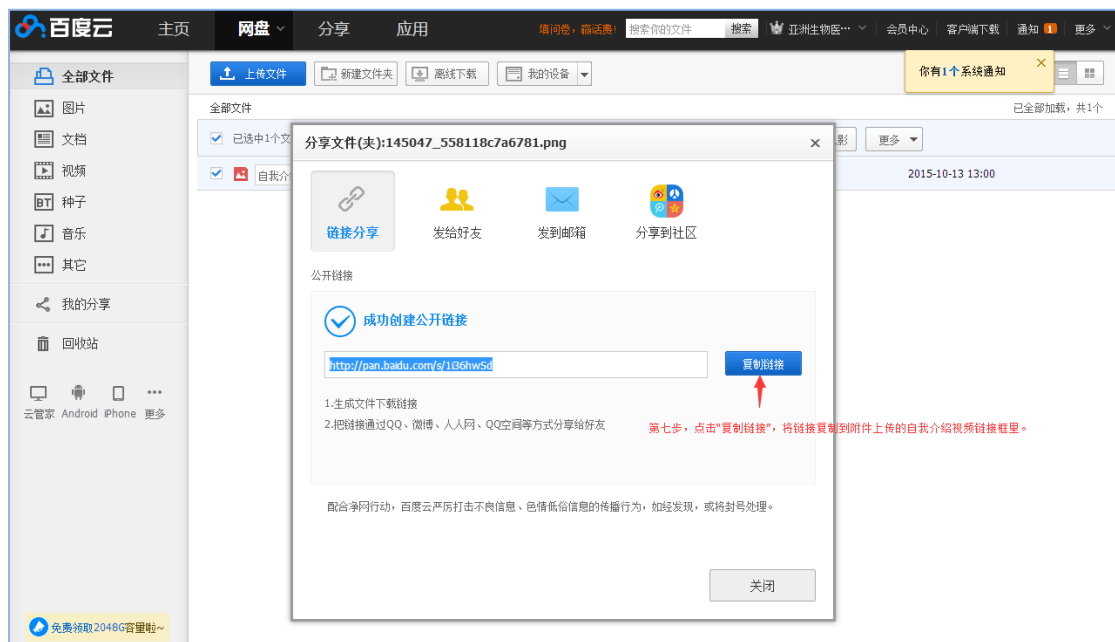 百度云 主页 网盘 分享 应用 填问卷，赢话费! 搜索你的文件 搜索 亚洲生物医… 会员中心 客户端下载 通知 1 更多
全部文件
图片
文档
视频
BT 种子
音乐
其它
我的分享
回收站
云管家 Android iPhone 更多
免费领取2048G容量啦~
上传文件 新建文件夹 离线下载 我的设备
你有1个系统通知
全部文件 已全部加载，共1个
已选中1个文 影 更多
自我介 2015-10-13 13:00
分享文件(夹):145047_558118c7a6781.png
链接分享 发给好友 发到邮箱 分享到社区
公开链接
成功创建公开链接
http://pan.baidu.com/s/1i36hwSd 复制链接
1.生成文件下载链接
2.把链接通过QQ、微博、人人网、QQ空间等方式分享给好友
第七步，点击“复制链接”，将链接复制到附件上传的自我介绍视频链接框里。
配合净网行动，百度云严厉打击不良信息、色情低俗信息的传播行为，如经发现，或将封号处理。
关闭